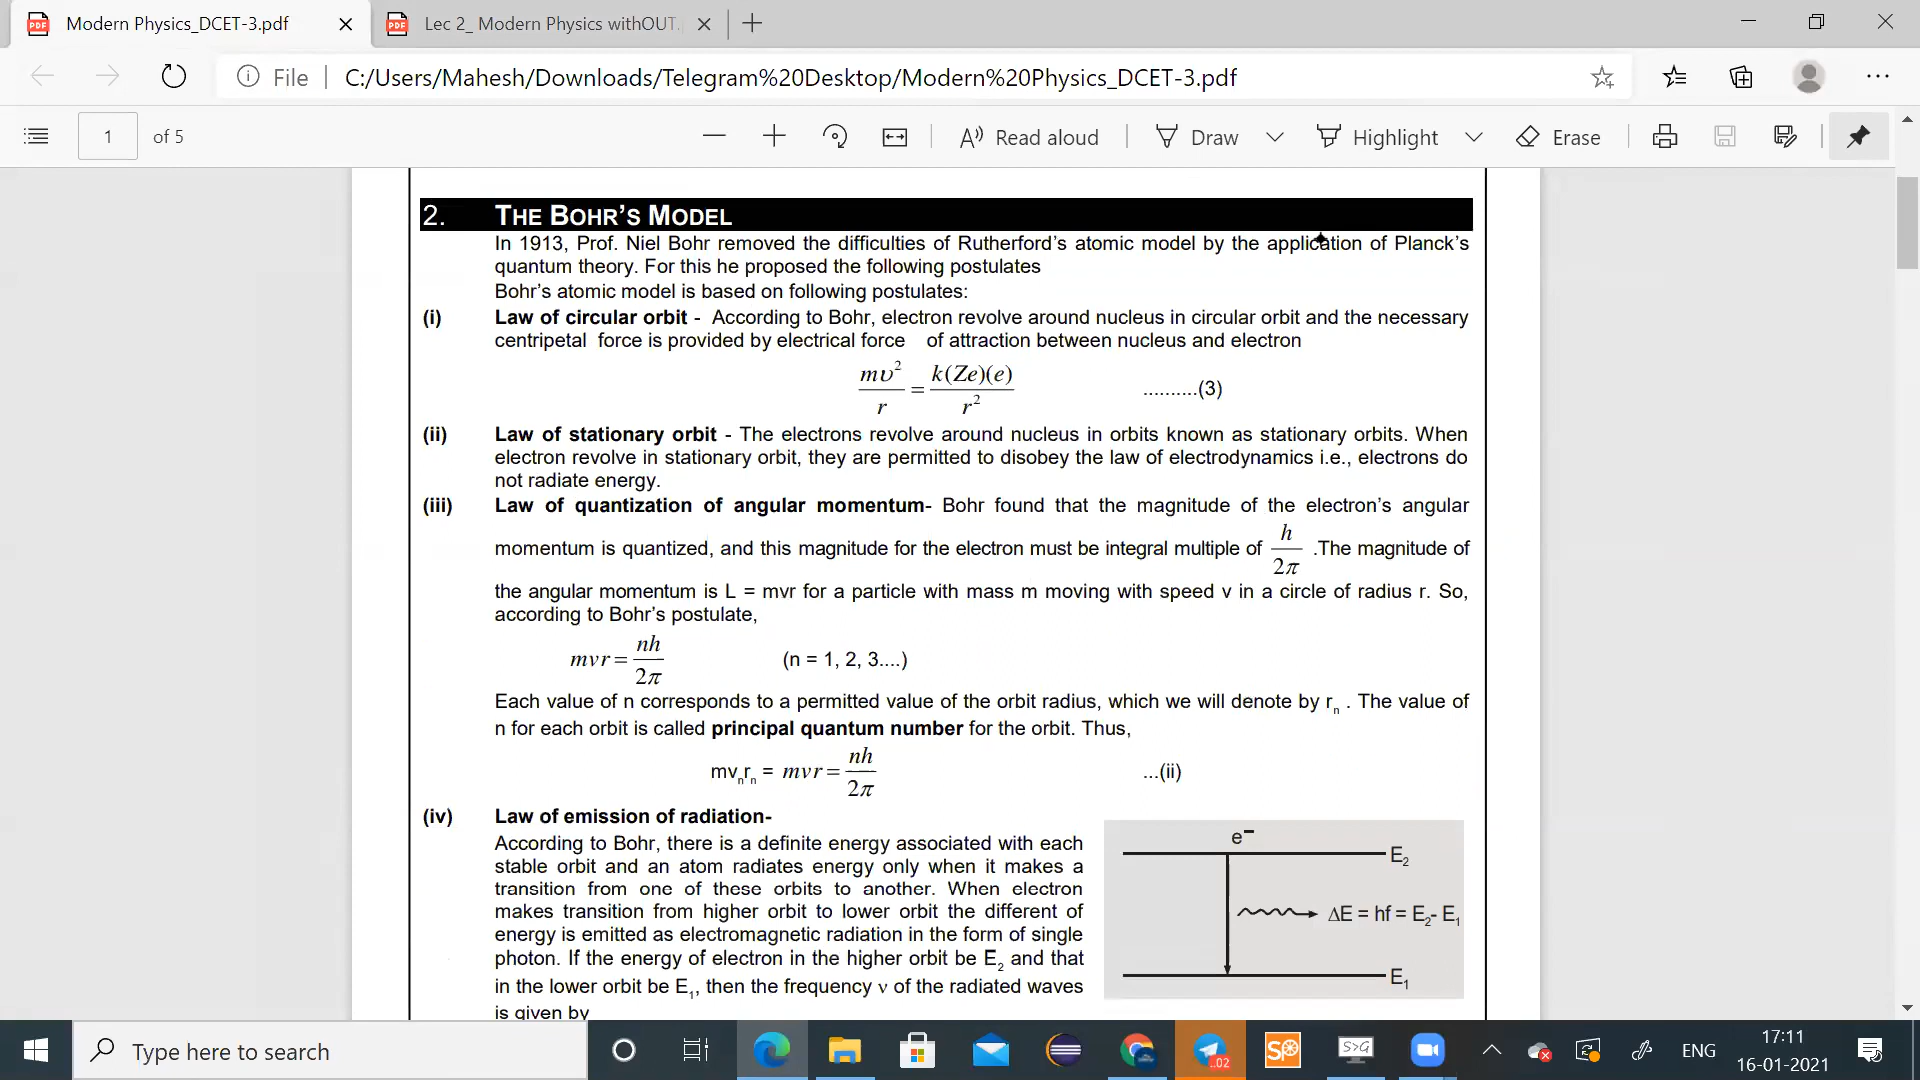 Modern Physics_DCET-3.pdf
Lec 2_ Modern Physics withOUT
File
C:/Users/Mahesh/Downloads/Telegram%20Desktop/Modern%20Physics_DCET-3.pdf
1 of 5
Read aloud
Draw
Highlight
Erase
2. THE BOHR'S MODEL
In 1913, Prof. Niel Bohr removed the difficulties of Rutherford's atomic model by the application of Planck's
quantum theory. For this he proposed the following postulates
Bohr's atomic model is based on following postulates:
(i) Law of circular orbit - According to Bohr, electron revolve around nucleus in circular orbit and the necessary
centripetal force is provided by electrical force of attraction between nucleus and electron
mυ²/r = k(Ze)(e)/r² ..........(3)
(ii) Law of stationary orbit - The electrons revolve around nucleus in orbits known as stationary orbits. When
electron revolve in stationary orbit, they are permitted to disobey the law of electrodynamics i.e., electrons do
not radiate energy.
(iii) Law of quantization of angular momentum- Bohr found that the magnitude of the electron's angular
momentum is quantized, and this magnitude for the electron must be integral multiple of h/2π .The magnitude of
the angular momentum is L = mvr for a particle with mass m moving with speed v in a circle of radius r. So,
according to Bohr's postulate,
mvr = nh/2π (n = 1, 2, 3....)
Each value of n corresponds to a permitted value of the orbit radius, which we will denote by rₙ . The value of
n for each orbit is called principal quantum number for the orbit. Thus,
mvₙrₙ = mvr = nh/2π ...(ii)
(iv) Law of emission of radiation-
According to Bohr, there is a definite energy associated with each
stable orbit and an atom radiates energy only when it makes a
transition from one of these orbits to another. When electron
makes transition from higher orbit to lower orbit the different of
energy is emitted as electromagnetic radiation in the form of single
photon. If the energy of electron in the higher orbit be E₂ and that
in the lower orbit be E₁, then the frequency ν of the radiated waves
is given by
e⁻
E₂
ΔE = hf = E₂- E₁
E₁
Type here to search
..02
SP
S>G
ENG
17:11
16-01-2021